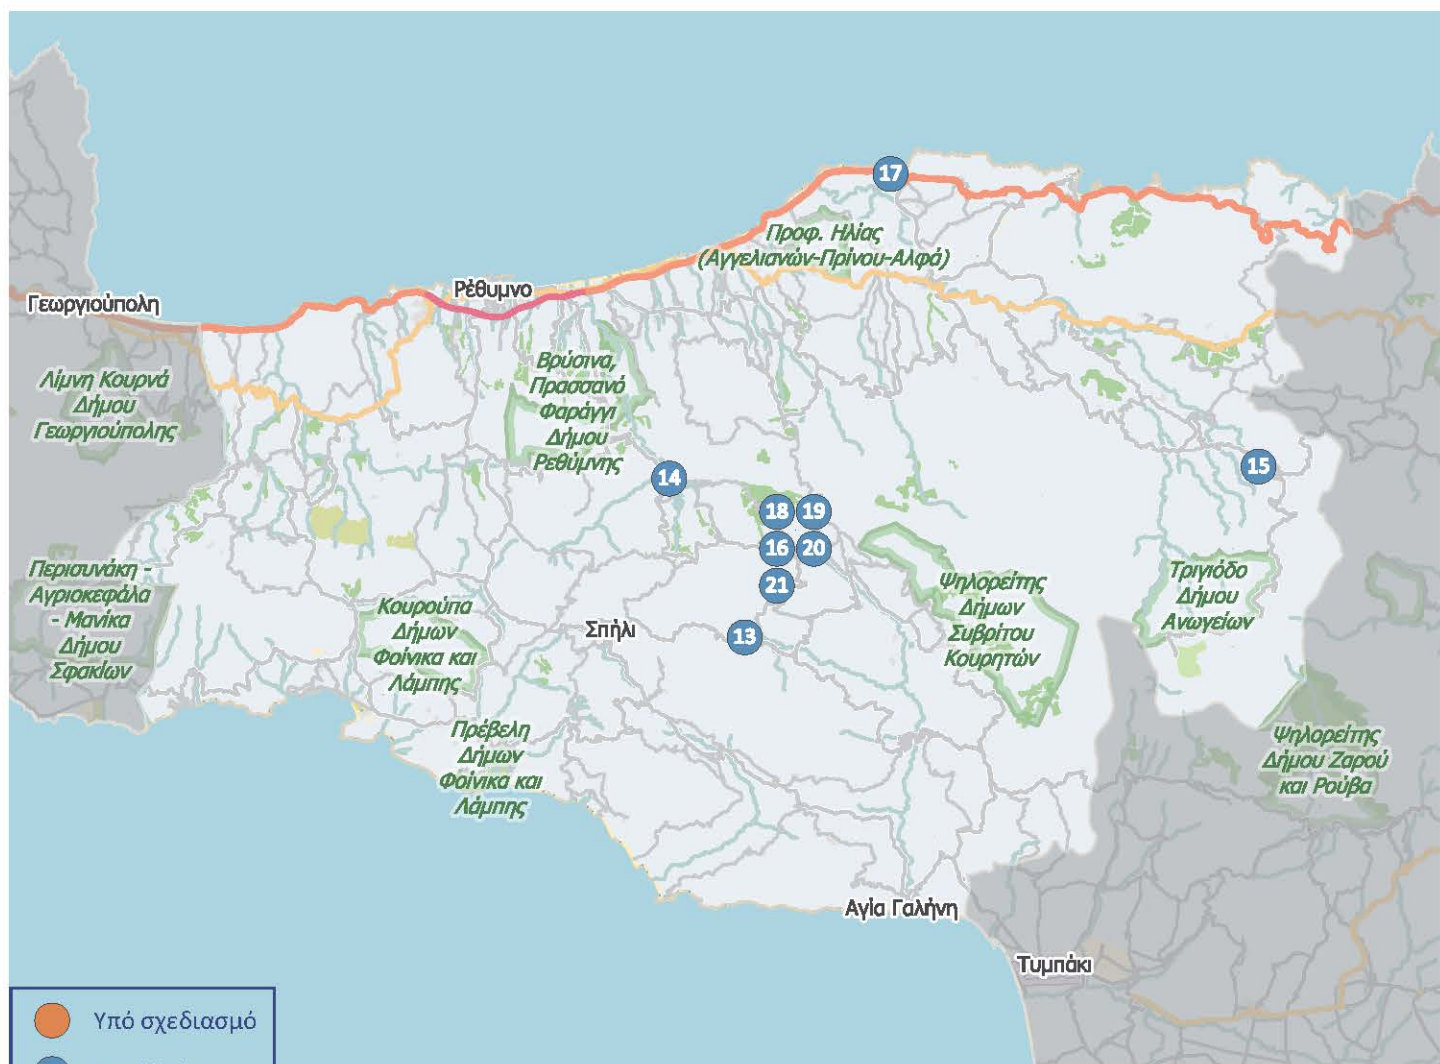 17
Προφ. Ηλίας
(Αγγελιανών-Πρίνου-Αλφά)
Ρέθυμνο
Γεωργιούπολη
Λίμνη Κουρνά
Δήμου
Γεωργιούπολης
Βρύσινα,
Πρασσανό
Φαράγγι
Δήμου
Ρεθύμνης
14
15
18
19
16
20
21
13
Περισυνάκη -
Αγριοκεφάλα
- Μανίκα
Δήμου
Σφακίων
Κουρούπα
Δήμων
Φοίνικα και
Λάμπης
Σπήλι
Ψηλορείτης
Δήμων
Συβρίτου
Κουρητών
Τριγιόδο
Δήμου
Ανωγείων
Πρέβελη
Δήμων
Φοίνικα και
Λάμπης
Ψηλορείτης
Δήμου Ζαρού
και Ρούβα
Αγία Γαλήνη
Τυμπάκι
Υπό σχεδιασμό